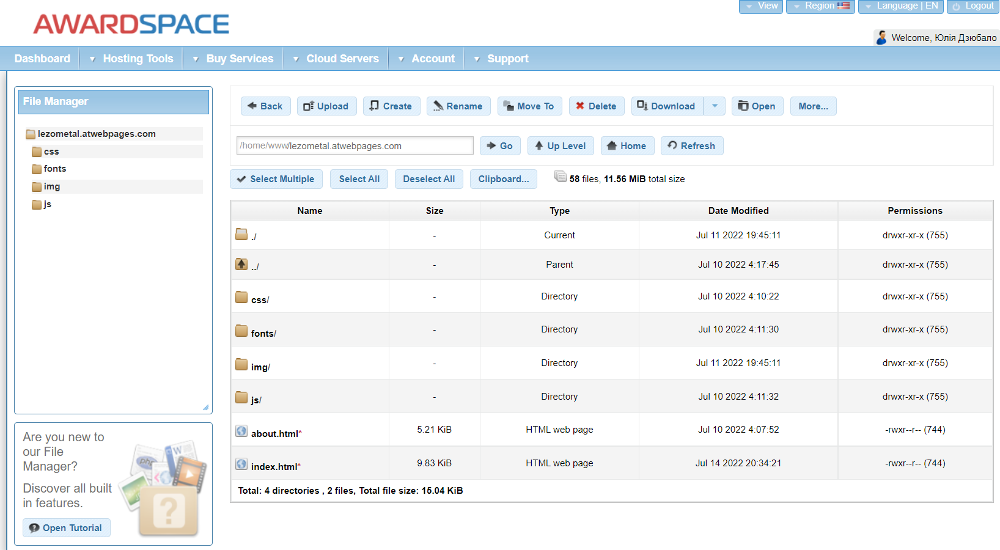 View Region Language | EN Logout
AWARDSPACE
Welcome, Юлія Дзюбало
Dashboard Hosting Tools Buy Services Cloud Servers Account Support
File Manager
lezometal.atwebpages.com
css
fonts
img
js
Are you new to
our File
Manager?
Discover all built
in features.
Open Tutorial
php
W
?
Back Upload Create Rename Move To Delete Download Open More...
/home/www/lezometal.atwebpages.com Go Up Level Home Refresh
Select Multiple Select All Deselect All Clipboard... 58 files, 11.56 MiB total size
Name Size Type Date Modified Permissions
./ - Current Jul 11 2022 19:45:11 drwxr-xr-x (755)
../ - Parent Jul 10 2022 4:17:45 drwxr-xr-x (755)
css/ - Directory Jul 10 2022 4:10:22 drwxr-xr-x (755)
fonts/ - Directory Jul 10 2022 4:11:30 drwxr-xr-x (755)
img/ - Directory Jul 11 2022 19:45:11 drwxr-xr-x (755)
js/ - Directory Jul 10 2022 4:11:32 drwxr-xr-x (755)
about.html* 5.21 KiB HTML web page Jul 10 2022 4:07:52 -rwxr--r-- (744)
index.html* 9.83 KiB HTML web page Jul 14 2022 20:34:21 -rwxr--r-- (744)
Total: 4 directories , 2 files, Total file size: 15.04 KiB